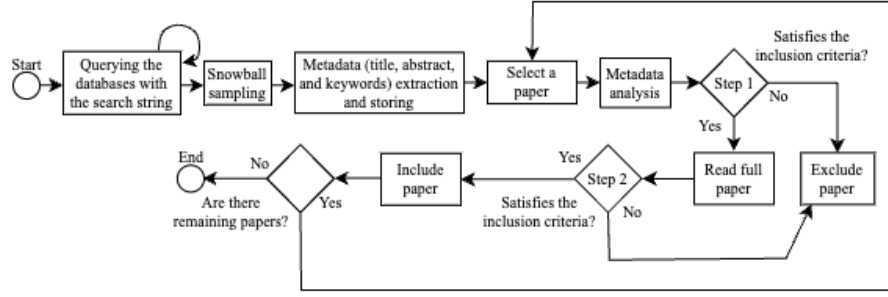 Start
Querying the
databases with
the search string
Snowball
sampling
Metadata (title, abstract,
and keywords) extraction
and storing
Select a
paper
Metadata
analysis
Step 1
Satisfies the
inclusion criteria?
No
Yes
End
No
Are there
remaining papers?
Yes
Include
paper
Yes
Step 2
Satisfies the
inclusion criteria?
No
Read full
paper
Exclude
paper